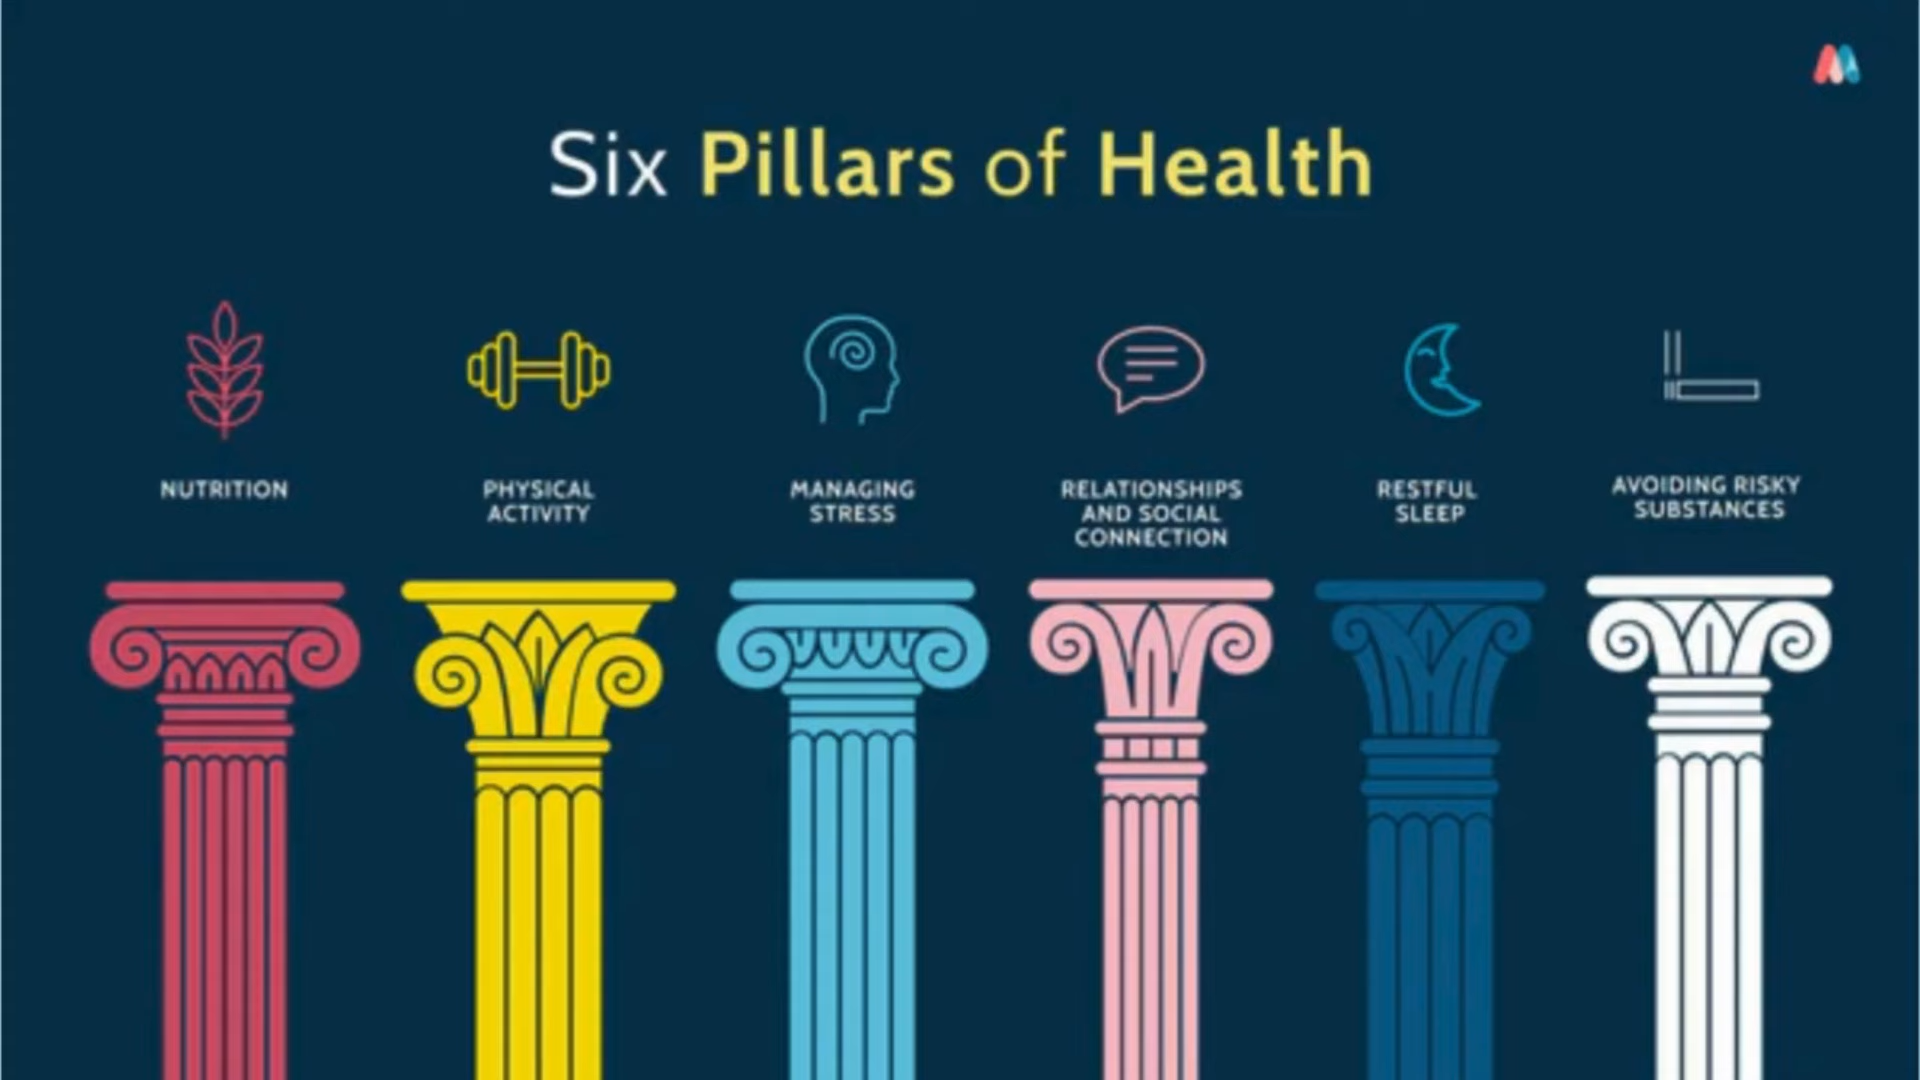 Six Pillars of Health
NUTRITION
PHYSICAL
ACTIVITY
MANAGING
STRESS
RELATIONSHIPS
AND SOCIAL
CONNECTION
RESTFUL
SLEEP
AVOIDING RISKY
SUBSTANCES